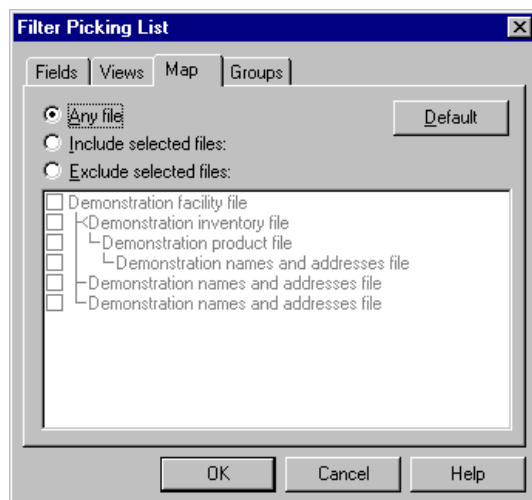 Filter Picking List
Fields Views Map Groups
Any file
Default
Include selected files:
Exclude selected files:
Demonstration facility file
Demonstration inventory file
Demonstration product file
Demonstration names and addresses file
Demonstration names and addresses file
Demonstration names and addresses file
OK Cancel Help